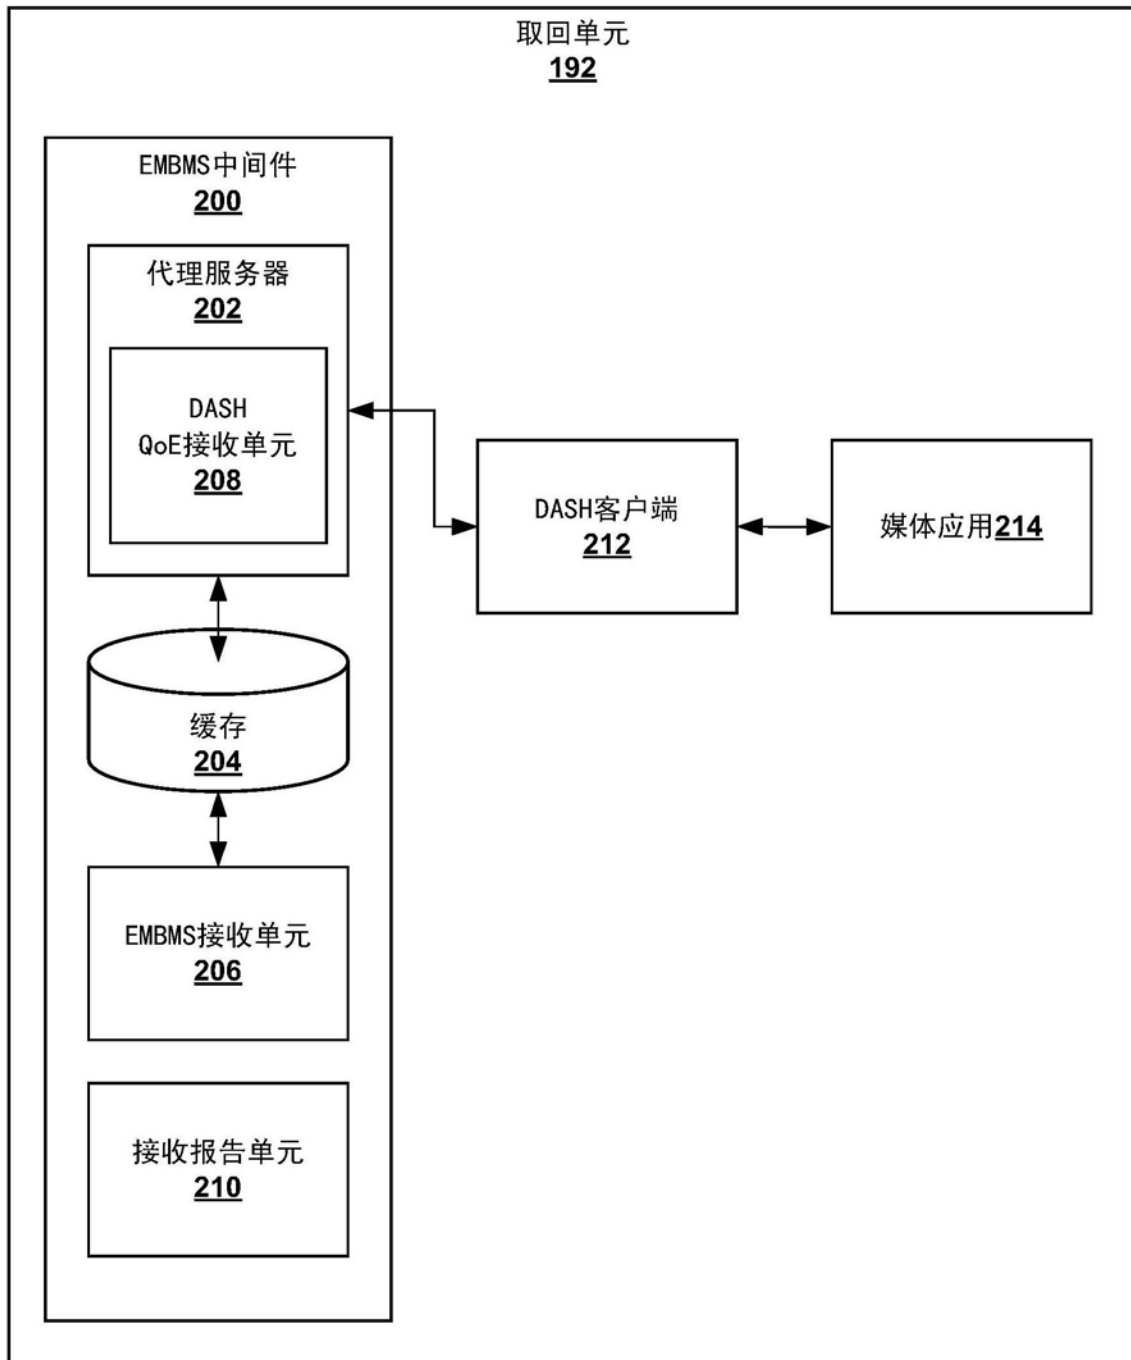 取回单元
192
EMBMS中间件
200
代理服务器
202
DASH
QoE接收单元
208
DASH客户端
212
媒体应用214
缓存
204
EMBMS接收单元
206
接收报告单元
210